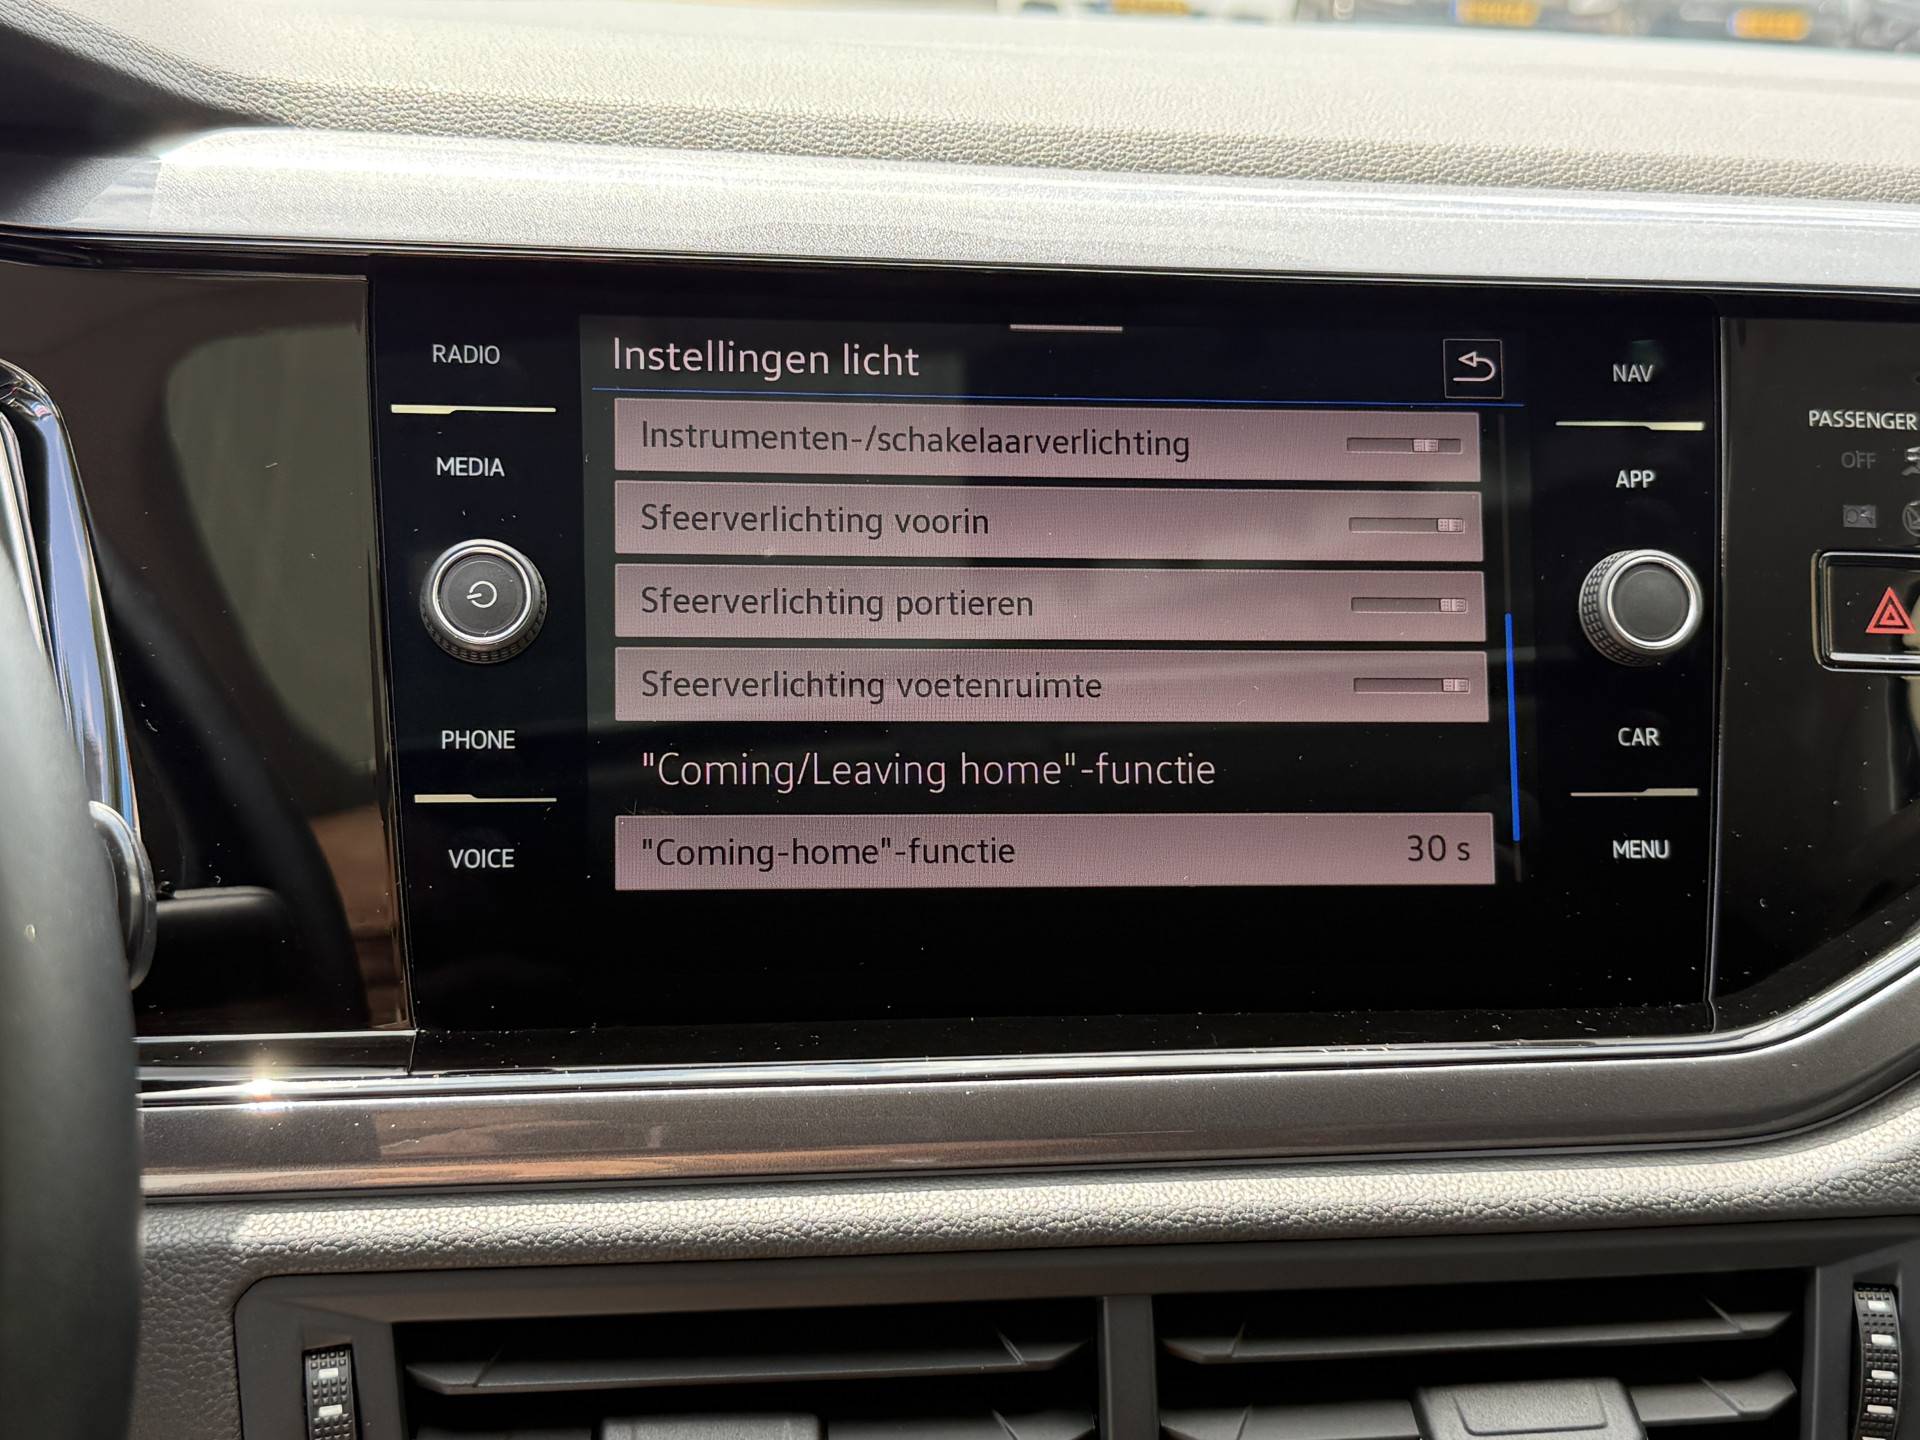 RADIO
MEDIA
PHONE
VOICE
Instellingen licht
Instrumenten-/schakelaarverlichting
Sfeerverlichting voorin
Sfeerverlichting portieren
Sfeerverlichting voetenruimte
"Coming/Leaving home"-functie
"Coming-home"-functie 30 s
NAV
APP
CAR
MENU
PASSENGER
OFF